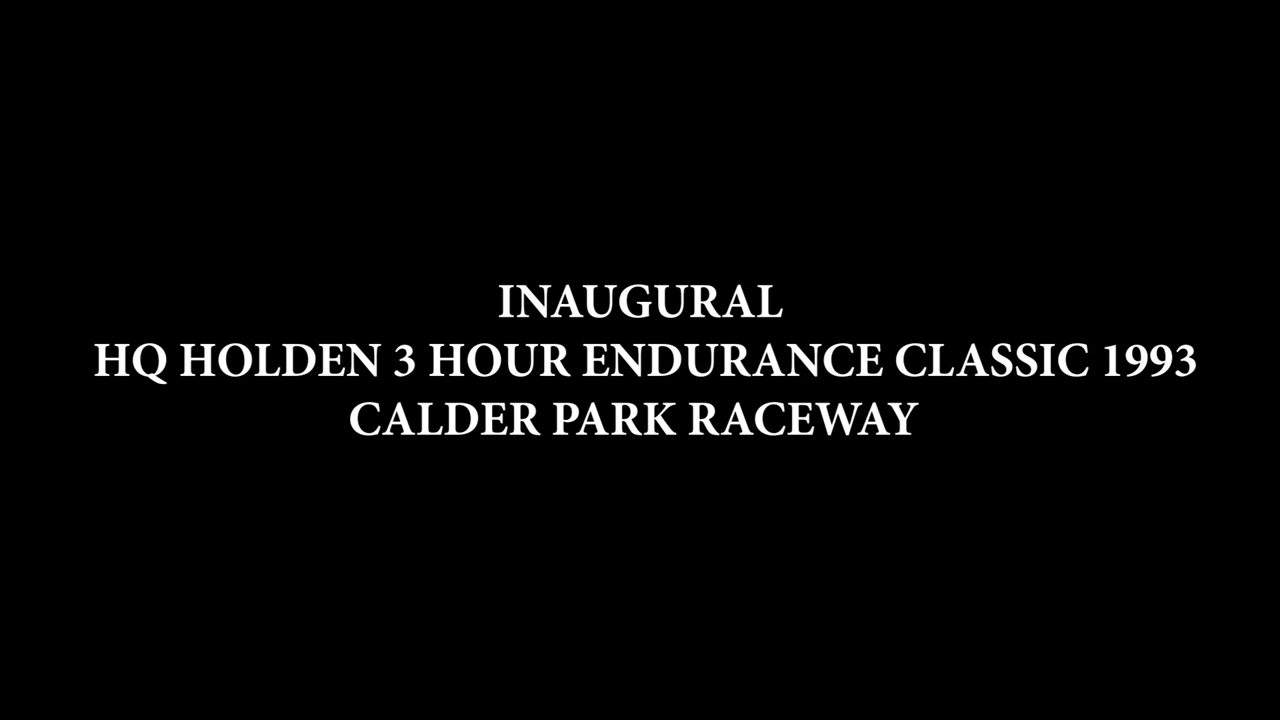 INAUGURAL
HQ HOLDEN 3 HOUR ENDURANCE CLASSIC 1993
CALDER PARK RACEWAY